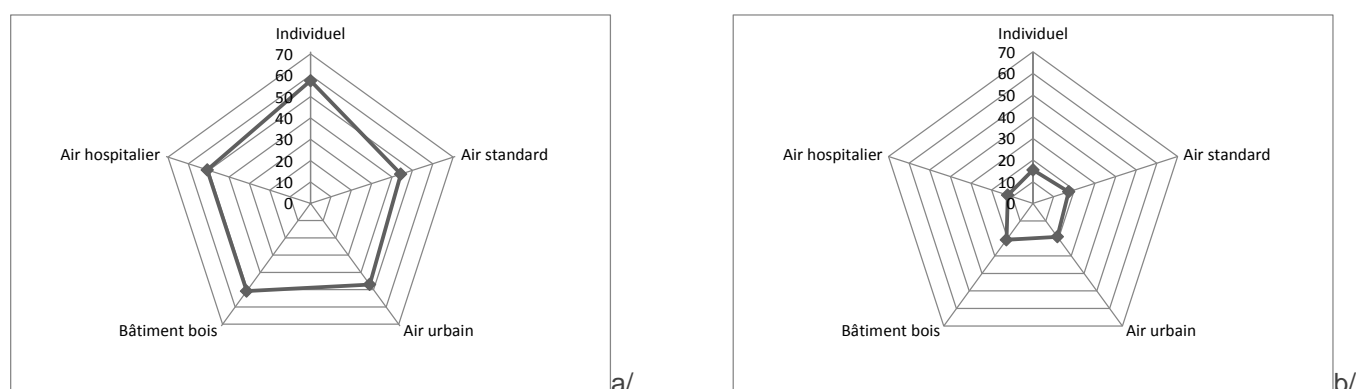 Individuel
70
60
50
40
30
20
10
0
Air standard
Air urbain
Bâtiment bois
Air hospitalier
a/
Individuel
70
60
50
40
30
20
10
0
Air standard
Air urbain
Bâtiment bois
Air hospitalier
b/